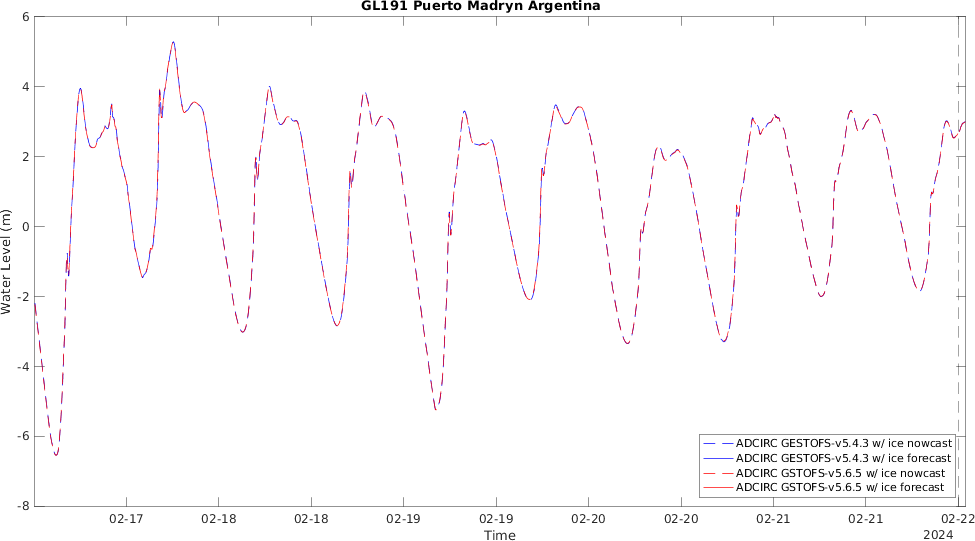 GL191 Puerto Madryn Argentina
6
4
2
0
-2
-4
-6
-8
Water Level (m)
ADCIRC GESTOFS-v5.4.3 w/ ice nowcast
ADCIRC GESTOFS-v5.4.3 w/ ice forecast
ADCIRC GSTOFS-v5.6.5 w/ ice nowcast
ADCIRC GSTOFS-v5.6.5 w/ ice forecast
02-17 02-18 02-18 02-19 02-19 02-20 02-20 02-21 02-21 02-22
2024
Time